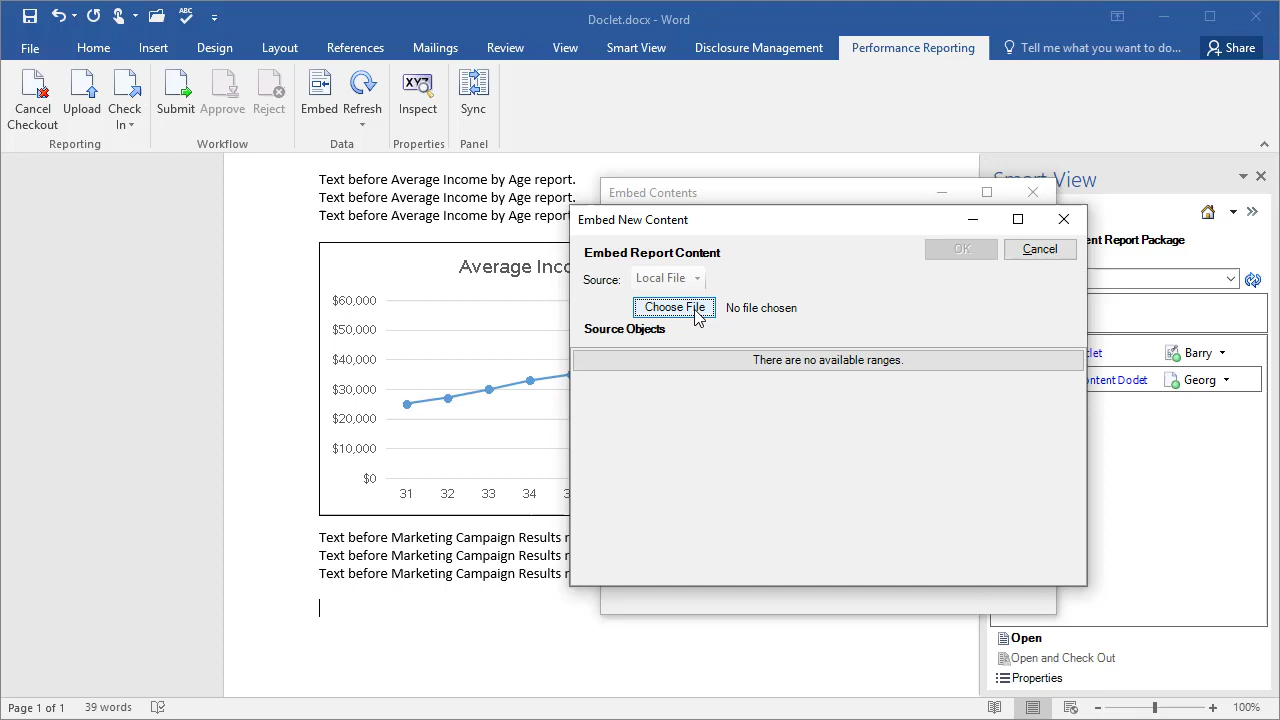 ABC
Doclet.docx - Word
File
Home
Insert
Design
Layout
References
Mailings
Review
View
Smart View
Disclosure Management
Performance Reporting
Tell me what you want to do...
Share
Cancel Checkout
Upload
Check In
Submit
Approve
Reject
Embed
Refresh
XYZ
Inspect
Sync
Reporting
Workflow
Data
Properties
Panel
Text before Average Income by Age report.
Text before Average Income by Age report.
Text before Average Income by Age report
Average Inc
$60,000
$50,000
$40,000
$30,000
$20,000
$10,000
$0
31
32
33
34
Text before Marketing Campaign Results
Text before Marketing Campaign Results
Text before Marketing Campaign Results
Embed Contents
Embed New Content
Embed Report Content
OK
Cancel
Source:
Local File
Choose File
No file chosen
Source Objects
There are no available ranges.
Smart View
ent Report Package
let
Barry
ontent Doclet
Georg
Open
Open and Check Out
Properties
Page 1 of 1
39 words
100%